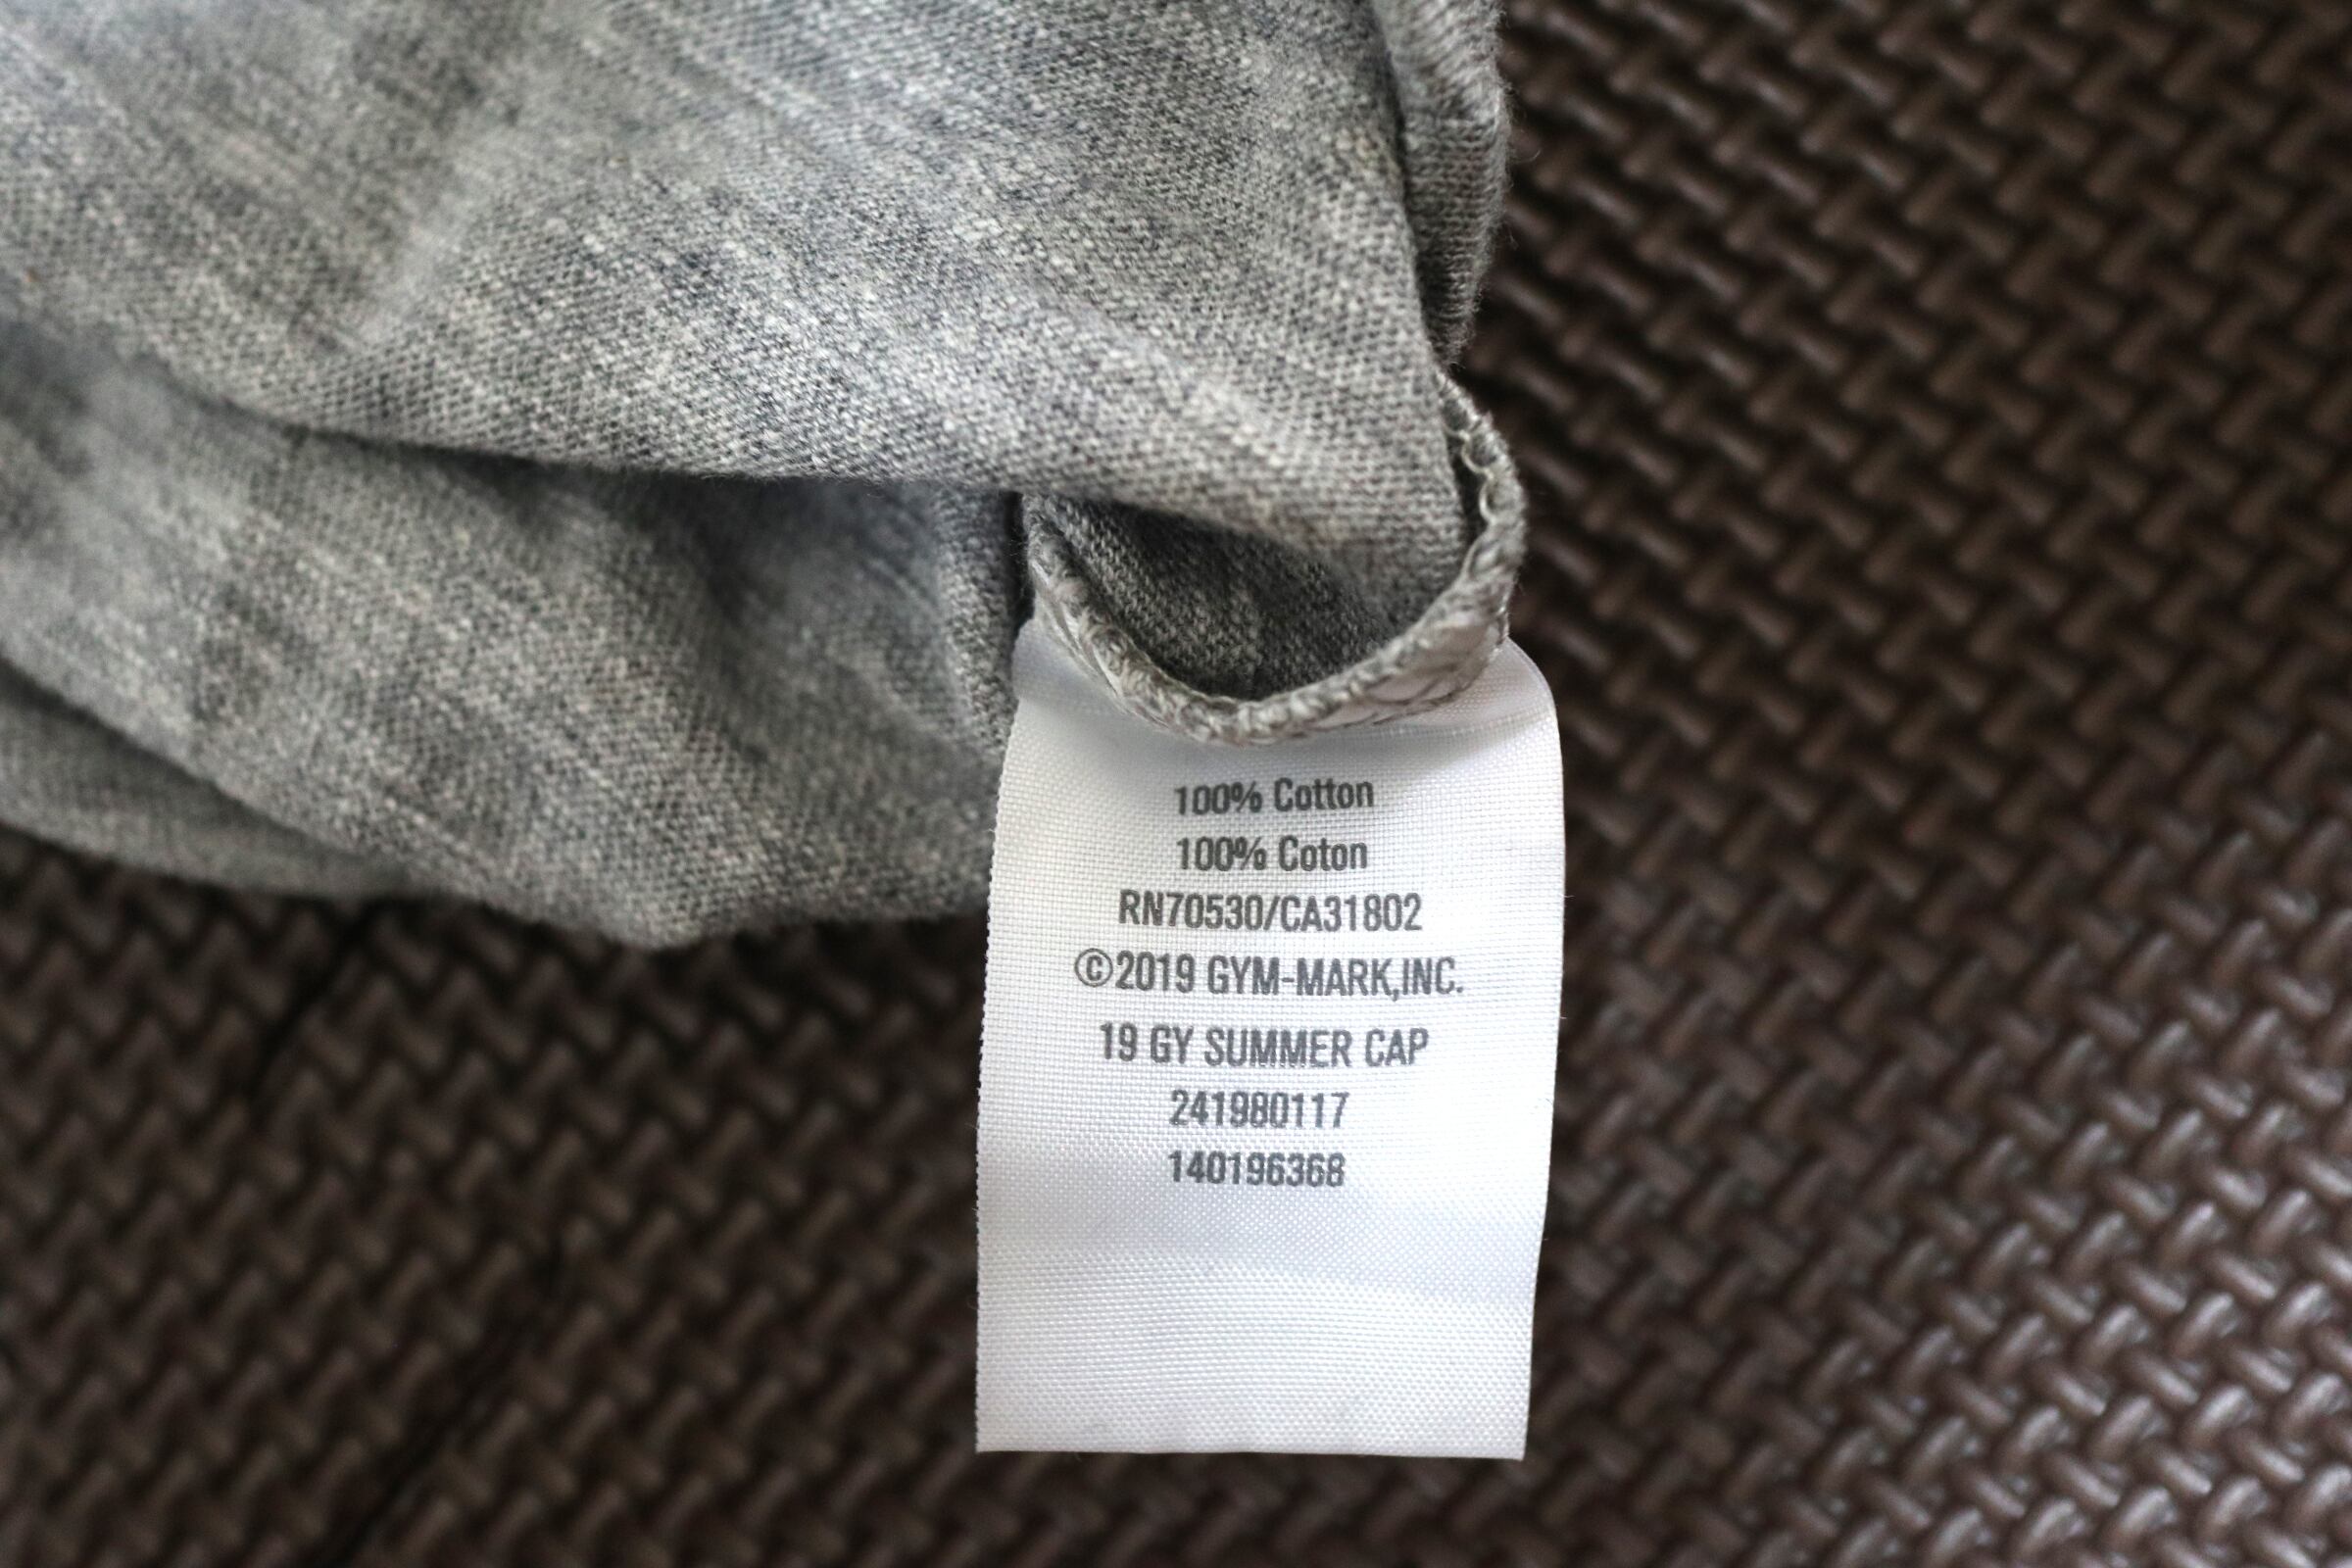 100% Cotton
100% Coton
RN70530/CA31802
©2019 GYM-MARK,INC.
19 GY SUMMER CAP
241980117
140196368